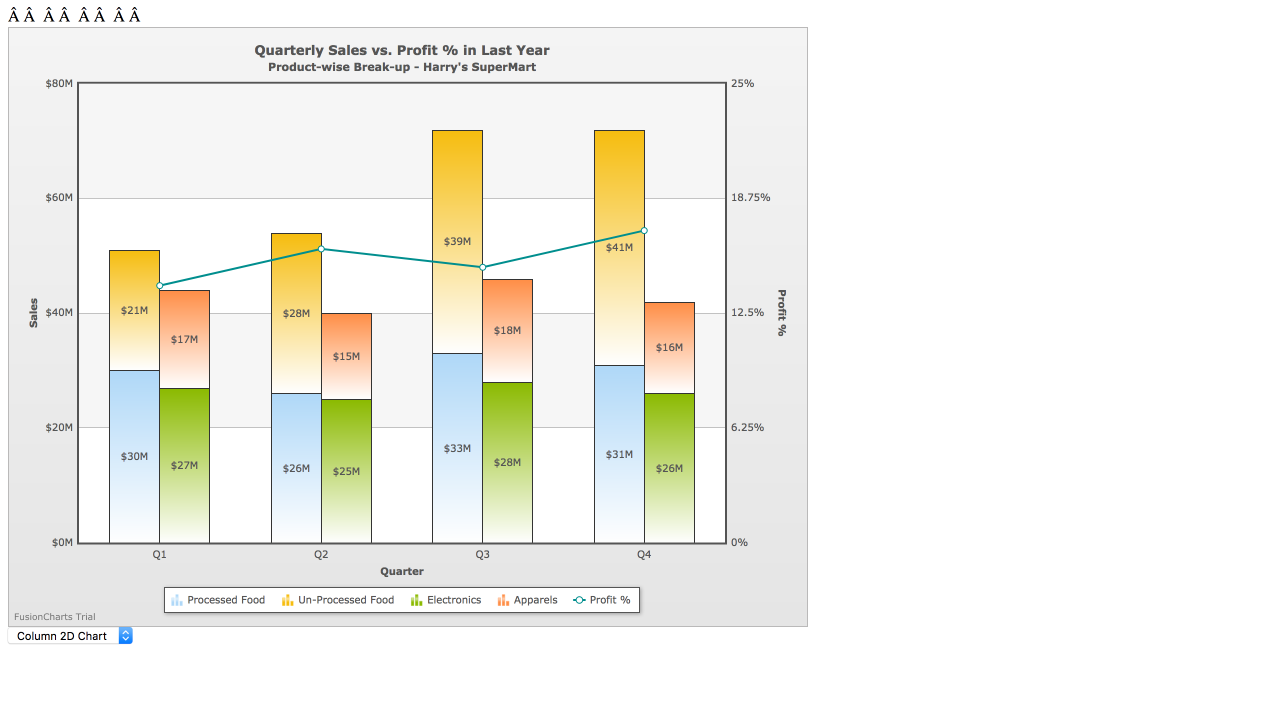 Â Â  Â Â  Â Â  Â Â
Quarterly Sales vs. Profit % in Last Year
Product-wise Break-up - Harry's SuperMart
$80M 25%
$60M 18.75%
$39M
$41M
Sales
$21M $28M $40M 12.5% Profit %
$17M $18M
$15M $16M
$20M 6.25%
$30M $27M $26M $25M $33M $28M $31M $26M
$0M 0%
Q1 Q2 Q3 Q4
Quarter
Processed Food Un-Processed Food Electronics Apparels Profit %
FusionCharts Trial
Column 2D Chart